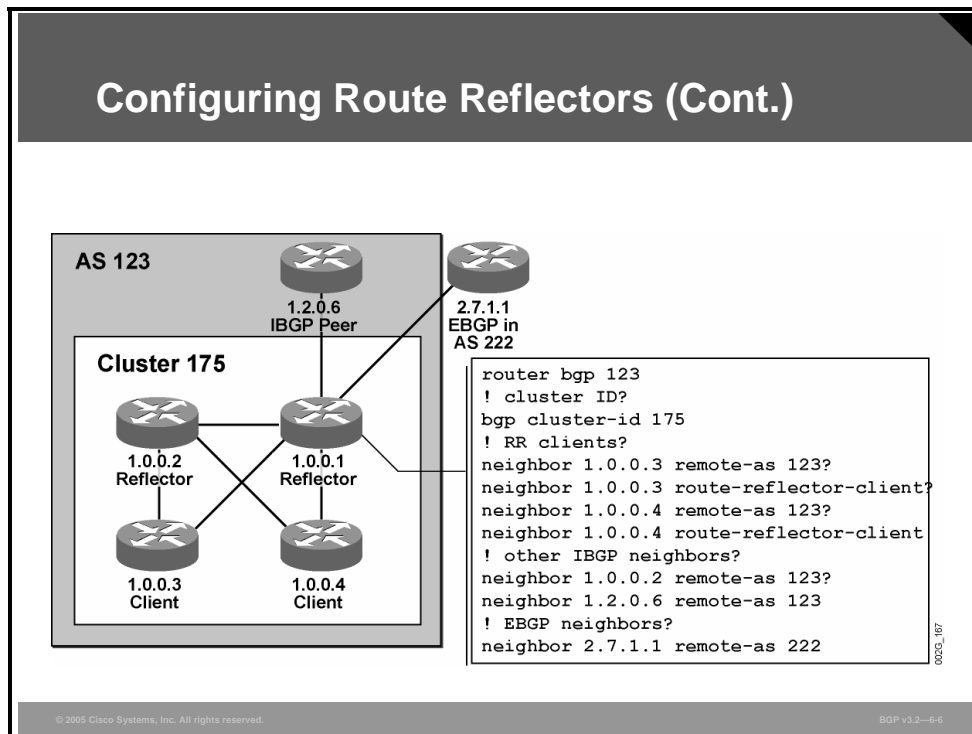 Configuring Route Reflectors (Cont.)
AS 123
1.2.0.6
IBGP Peer
2.7.1.1
EBGP in
AS 222
Cluster 175
1.0.0.2
Reflector
1.0.0.1
Reflector
1.0.0.3
Client
1.0.0.4
Client
router bgp 123
! cluster ID?
bgp cluster-id 175
! RR clients?
neighbor 1.0.0.3 remote-as 123?
neighbor 1.0.0.3 route-reflector-client?
neighbor 1.0.0.4 remote-as 123?
neighbor 1.0.0.4 route-reflector-client
! other IBGP neighbors?
neighbor 1.0.0.2 remote-as 123?
neighbor 1.2.0.6 remote-as 123
! EBGP neighbors?
neighbor 2.7.1.1 remote-as 222
002G_167
© 2005 Cisco Systems, Inc. All rights reserved.
BGP v3.2—6-6